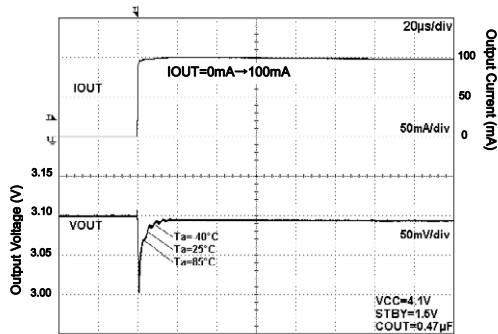 20µs/div
IOUT=0mA→100mA
IOUT
50mA/div
100
50
0
Output Current (mA)
3.15
3.10
3.05
3.00
Output Voltage (V)
VOUT
50mV/div
Ta=-40°C
Ta=25°C
Ta=85°C
VCC=4.1V
STBY=1.5V
COUT=0.47µF